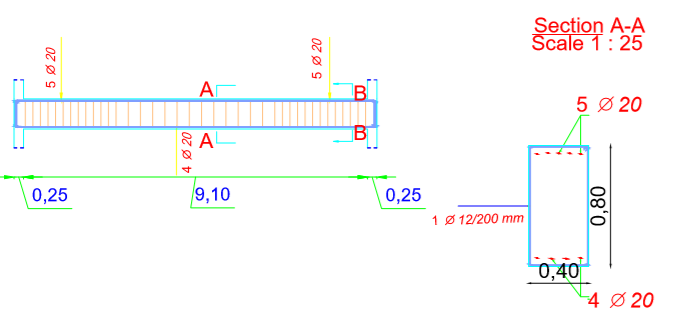 Section A-A
Scale 1 : 25
5 Ø 20
5 Ø 20
A
B
5 Ø 20
A
B
4 Ø 20
0,25
9,10
0,25
1 Ø 12/200 mm
0,80
0,40
4 Ø 20